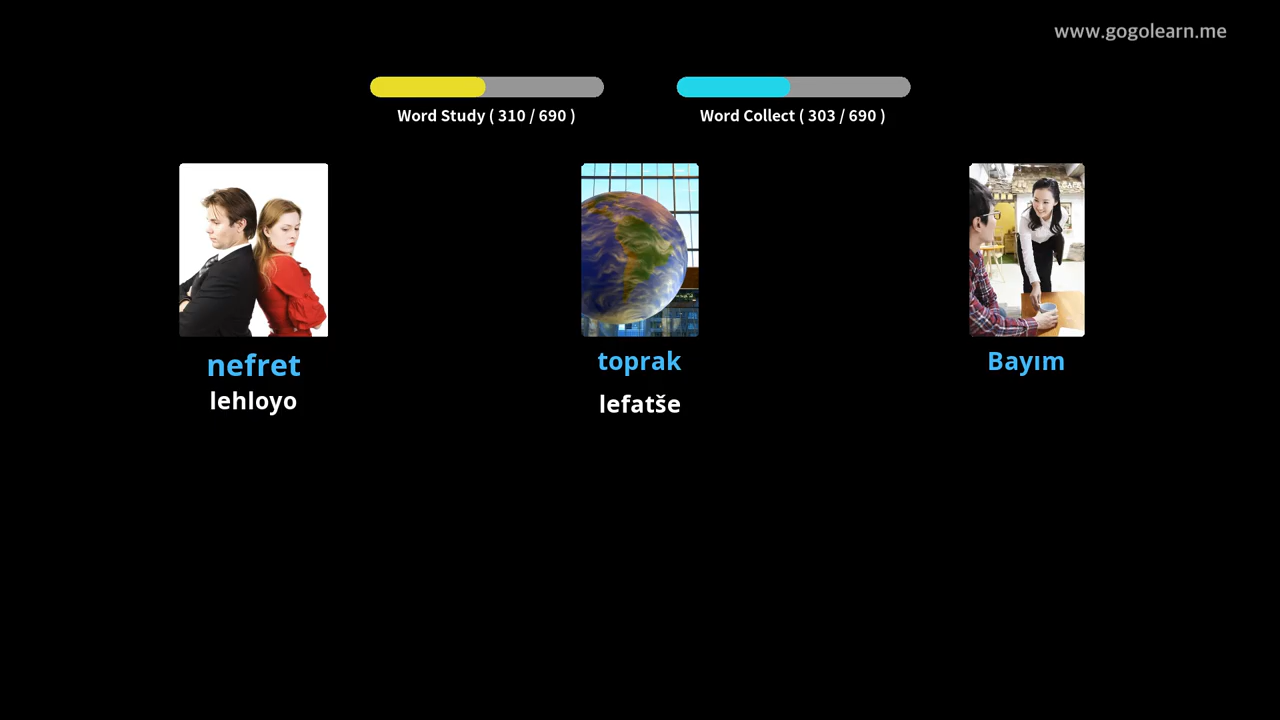 www.gogolearn.me
Word Study ( 310 / 690 )
Word Collect ( 303 / 690 )
nefret
lehloyo
toprak
lefatše
Bayım